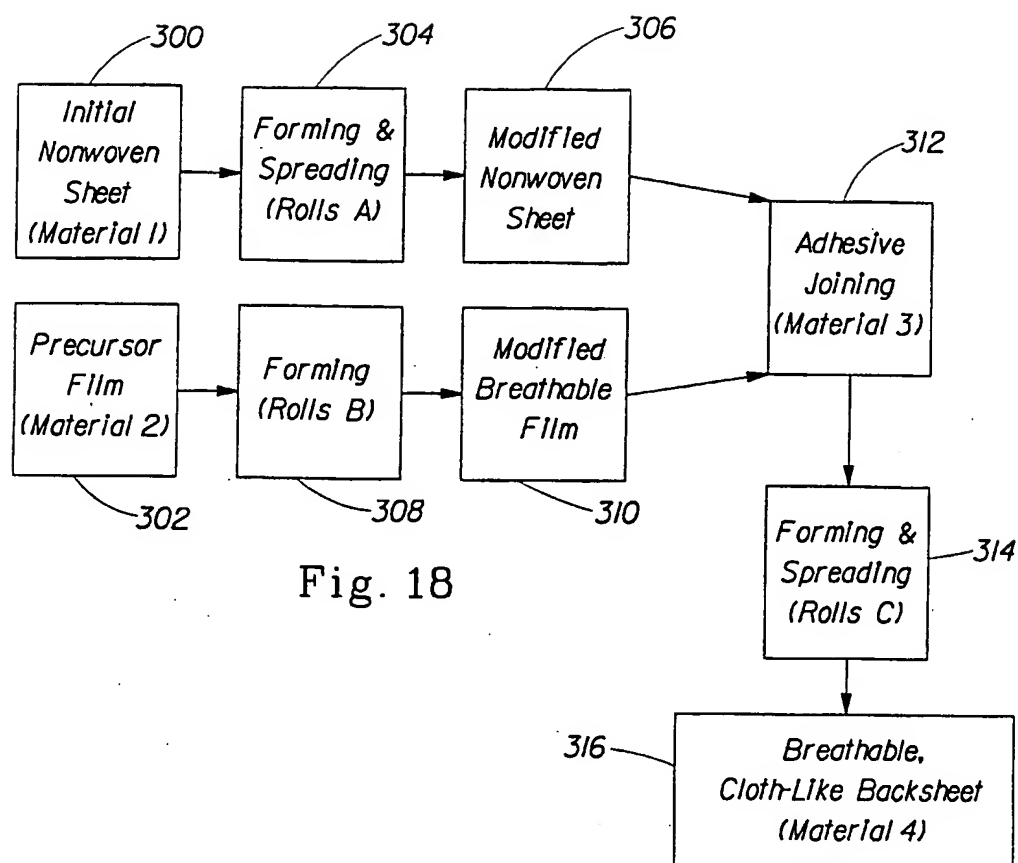 300
304
306
Initial
Nonwoven
Sheet
(Material 1)
Forming &
Spreading
(Rolls A)
Modified
Nonwoven
Sheet
312
Adhesive
Joining
(Material 3)
Precursor
Film
(Material 2)
Forming
(Rolls B)
Modified
Breathable
Film
302
308
310
Forming &
Spreading
(Rolls C)
314
Fig. 18
316
Breathable,
Cloth-Like Backsheet
(Material 4)